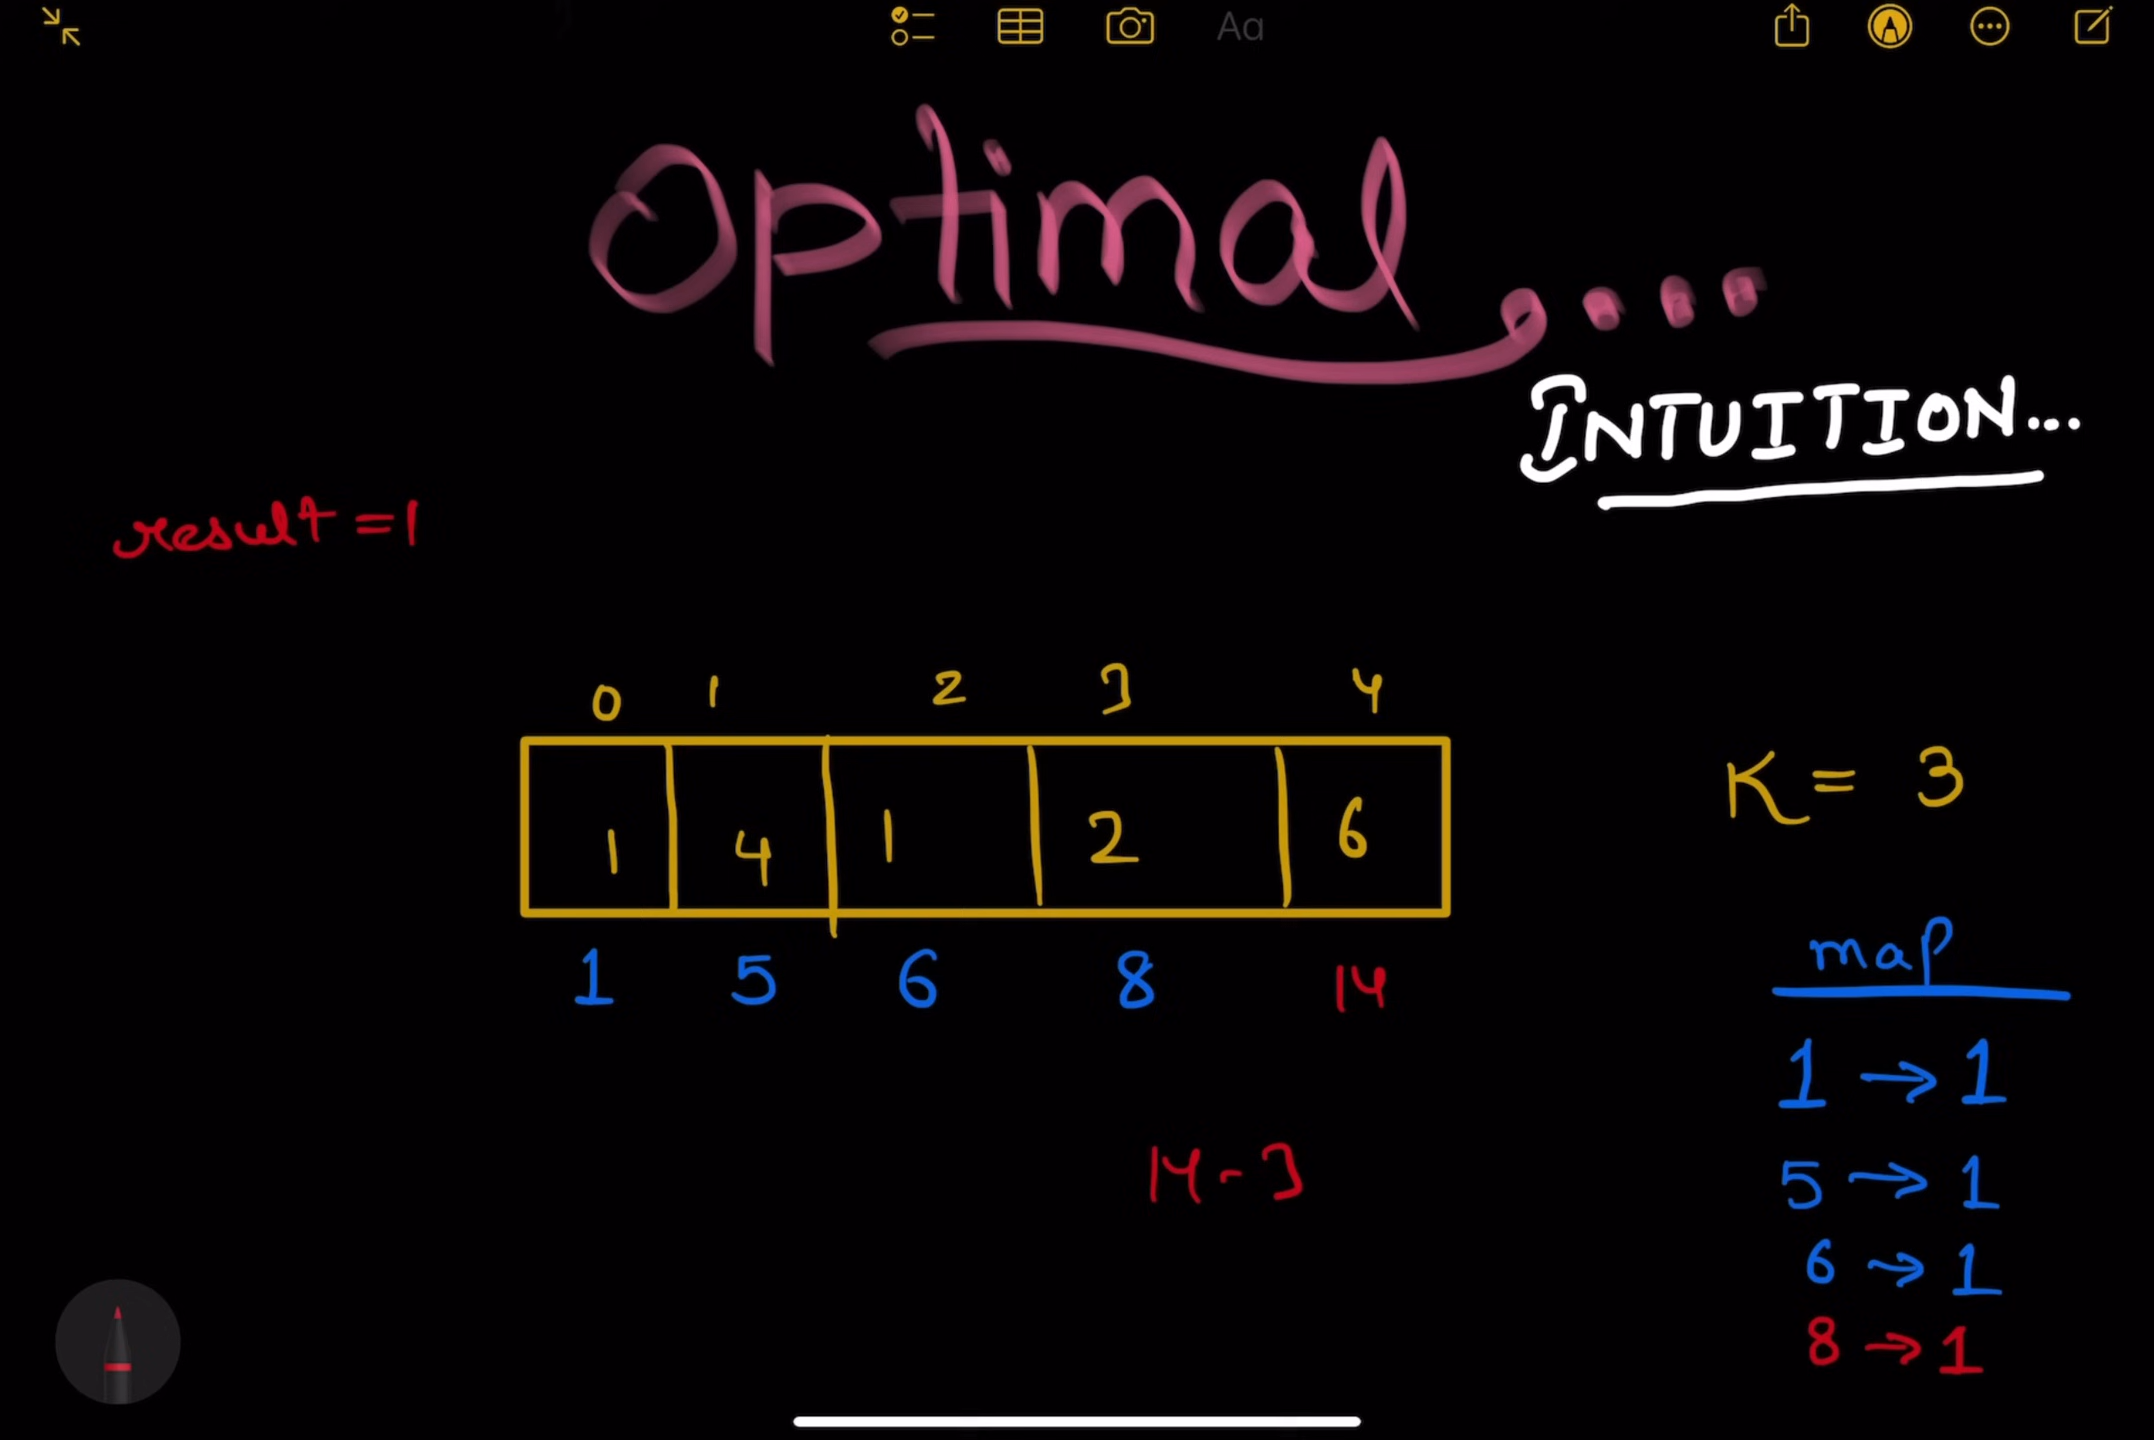 Aa
Optimal....
INTUITION...
result = 1
0 1 2 3 4
1 4 1 2 6
K = 3
1 5 6 8 14
map
1 → 1
14 - 3
5 → 1
6 → 1
8 → 1